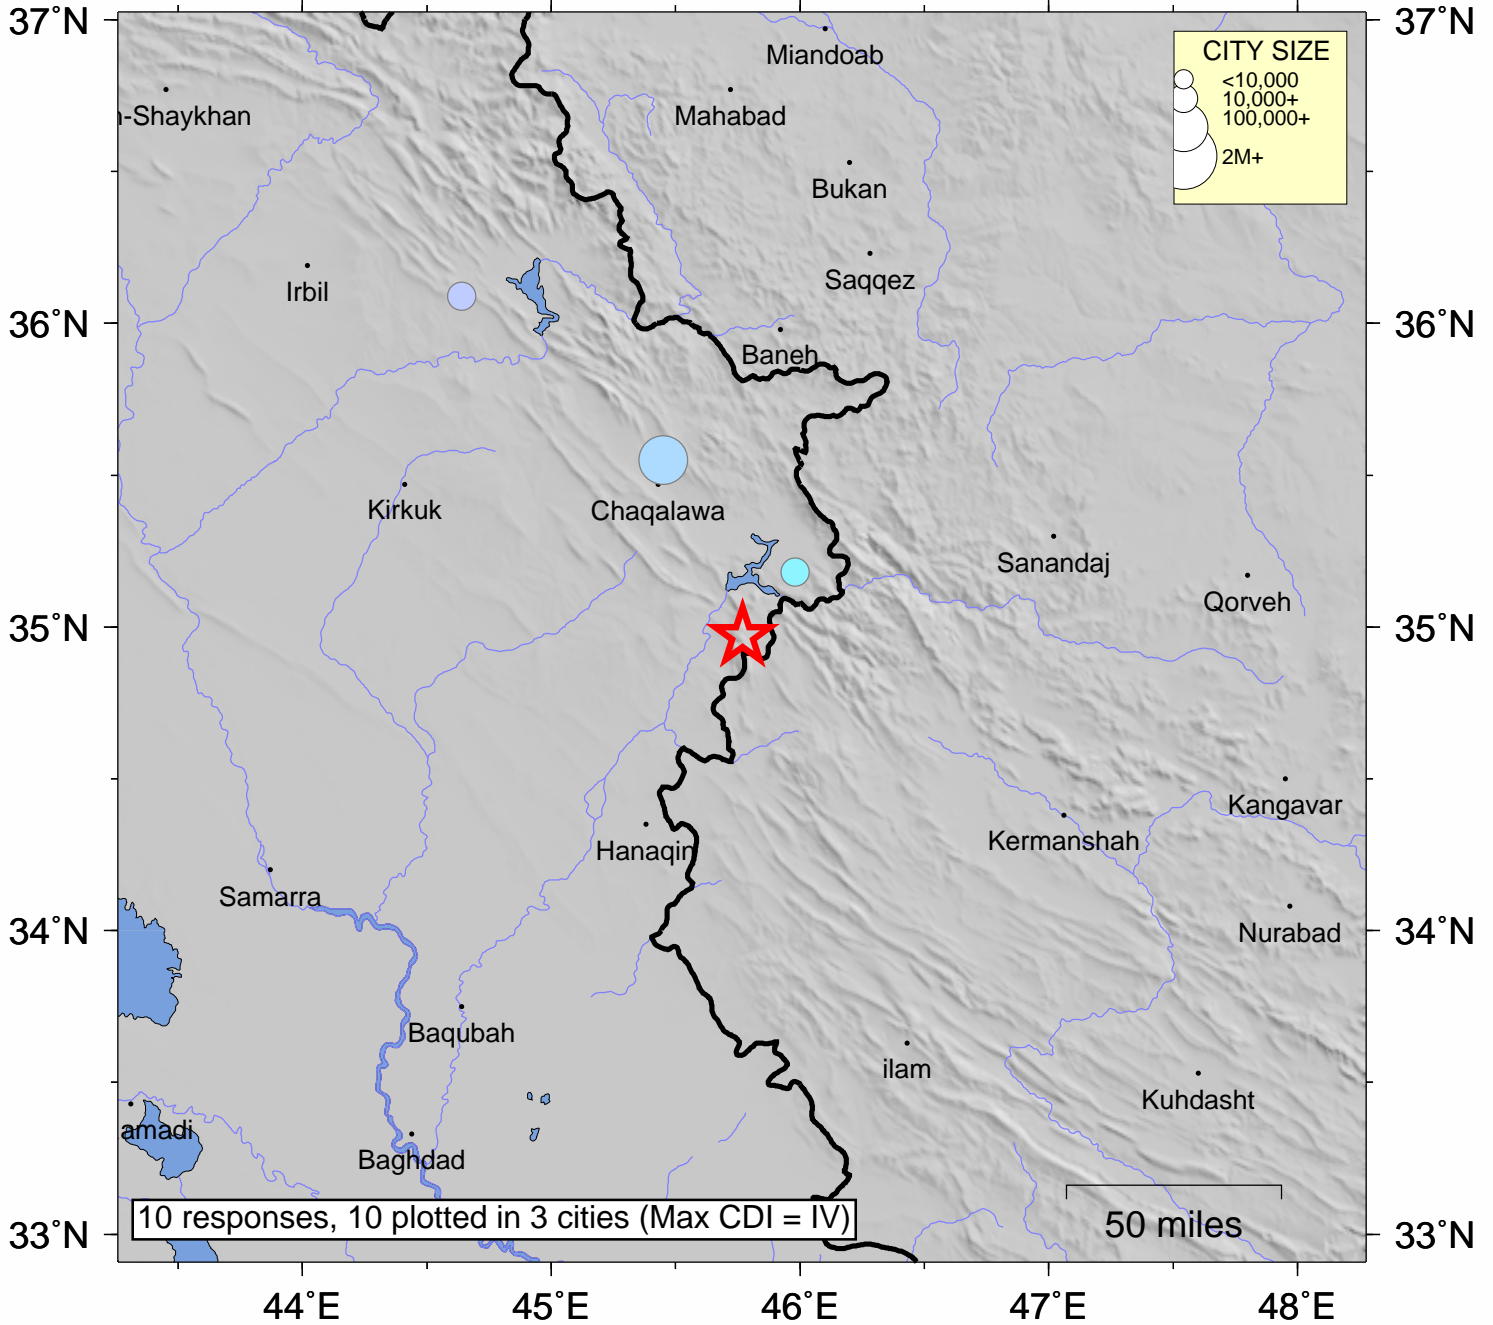 37°N
37°N
CITY SIZE
<10,000
10,000+
100,000+
2M+
Miandoab
n-Shaykhan
Mahabad
Bukan
Irbil
Saqqez
36°N
36°N
Baneh
Kirkuk
Chaqalawa
Sanandaj
Qorveh
35°N
35°N
Kangavar
Hanaqin
Kermanshah
Samarra
34°N
34°N
Nurabad
Baqubah
ilam
Kuhdasht
amadi
Baghdad
10 responses, 10 plotted in 3 cities (Max CDI = IV)
50 miles
33°N
33°N
44°E
45°E
46°E
47°E
48°E